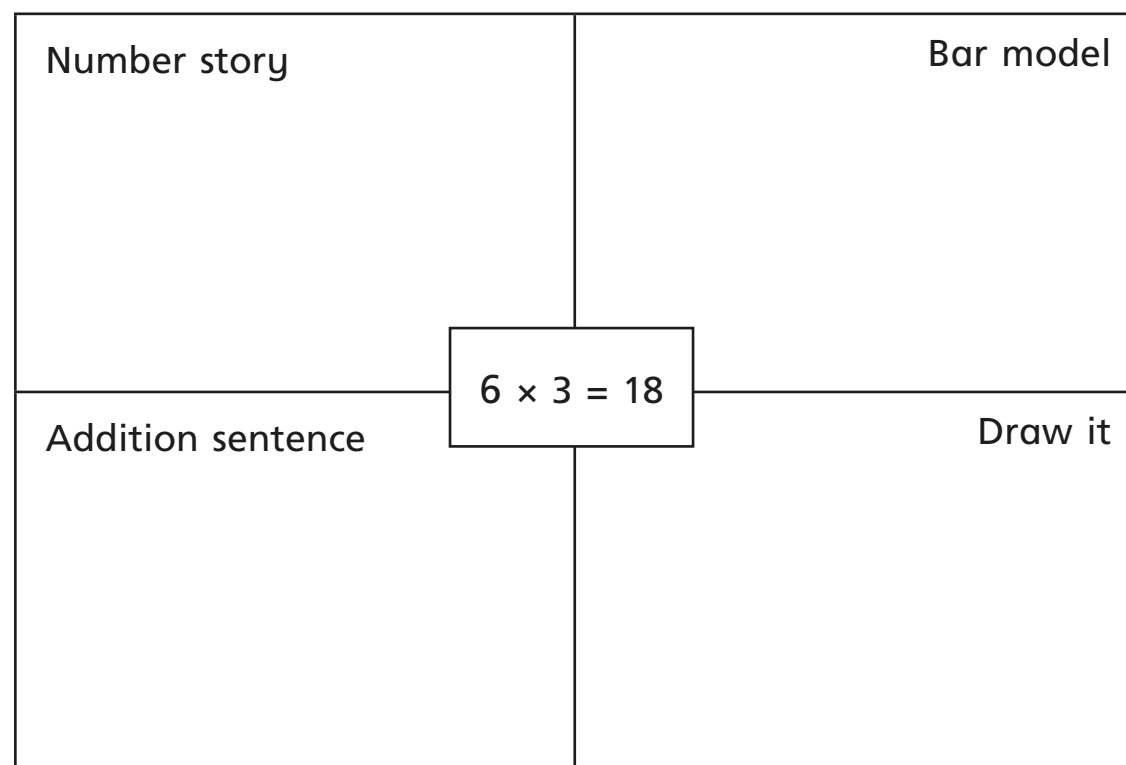 Number story
Bar model
6 × 3 = 18
Addition sentence
Draw it